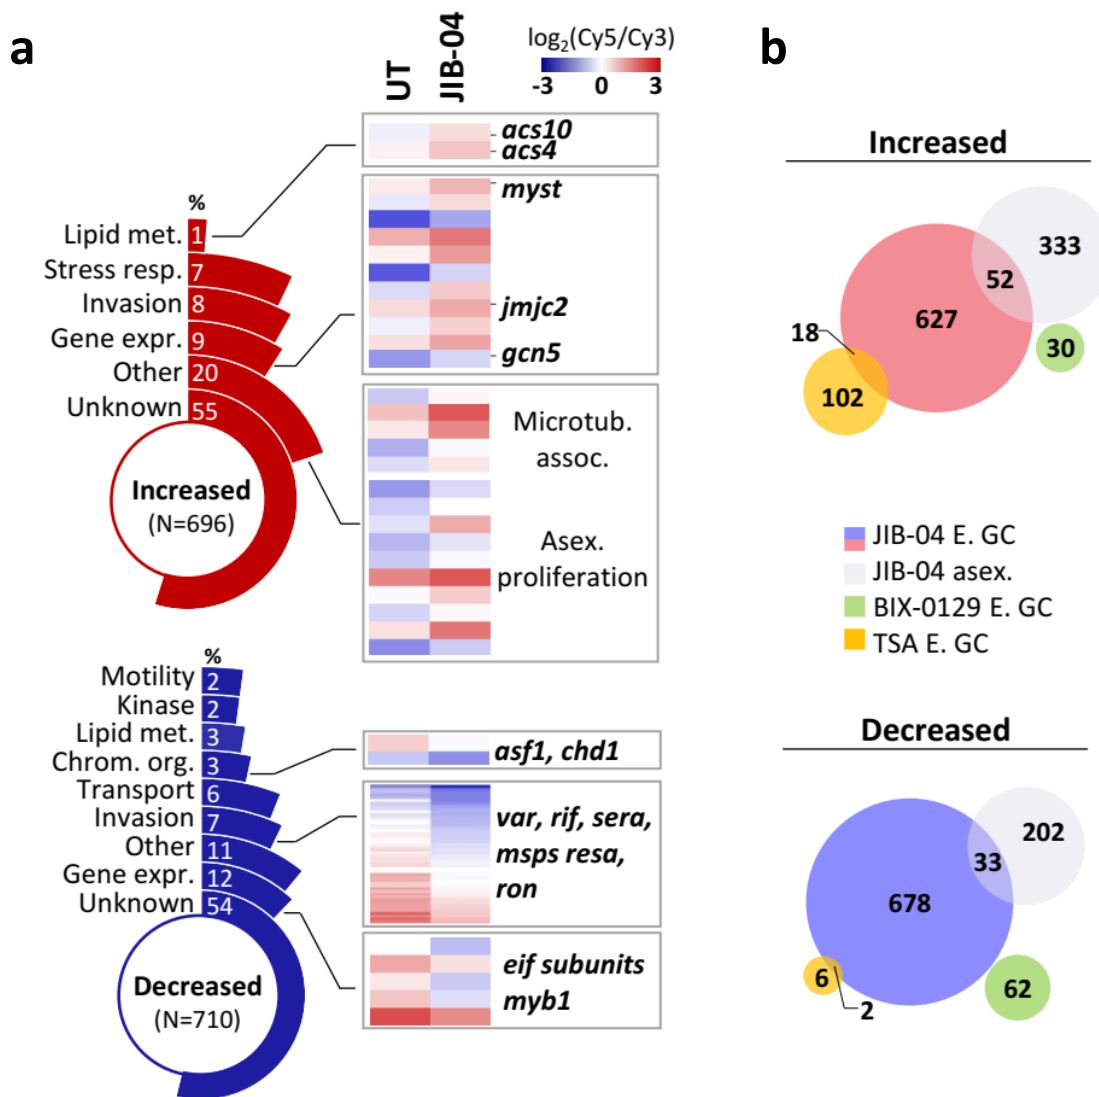 a
UT
JIB-04
log2(Cy5/Cy3)
-3 0 3
%
Lipid met. 1
Stress resp. 7
Invasion 8
Gene expr. 9
Other 20
Unknown 55
Increased
(N=696)
acs10
acs4
myst
jmjc2
gcn5
Microtub.
assoc.
Asex.
proliferation
%
Motility 2
Kinase 2
Lipid met. 3
Chrom. org. 3
Transport 6
Invasion 7
Other 11
Gene expr. 12
Unknown 54
Decreased
(N=710)
asf1, chd1
var, rif, sera,
msps resa,
ron
eif subunits
myb1
b
Increased
333
52
627
18
30
102
JIB-04 E. GC
JIB-04 asex.
BIX-0129 E. GC
TSA E. GC
Decreased
202
33
678
6
62
2